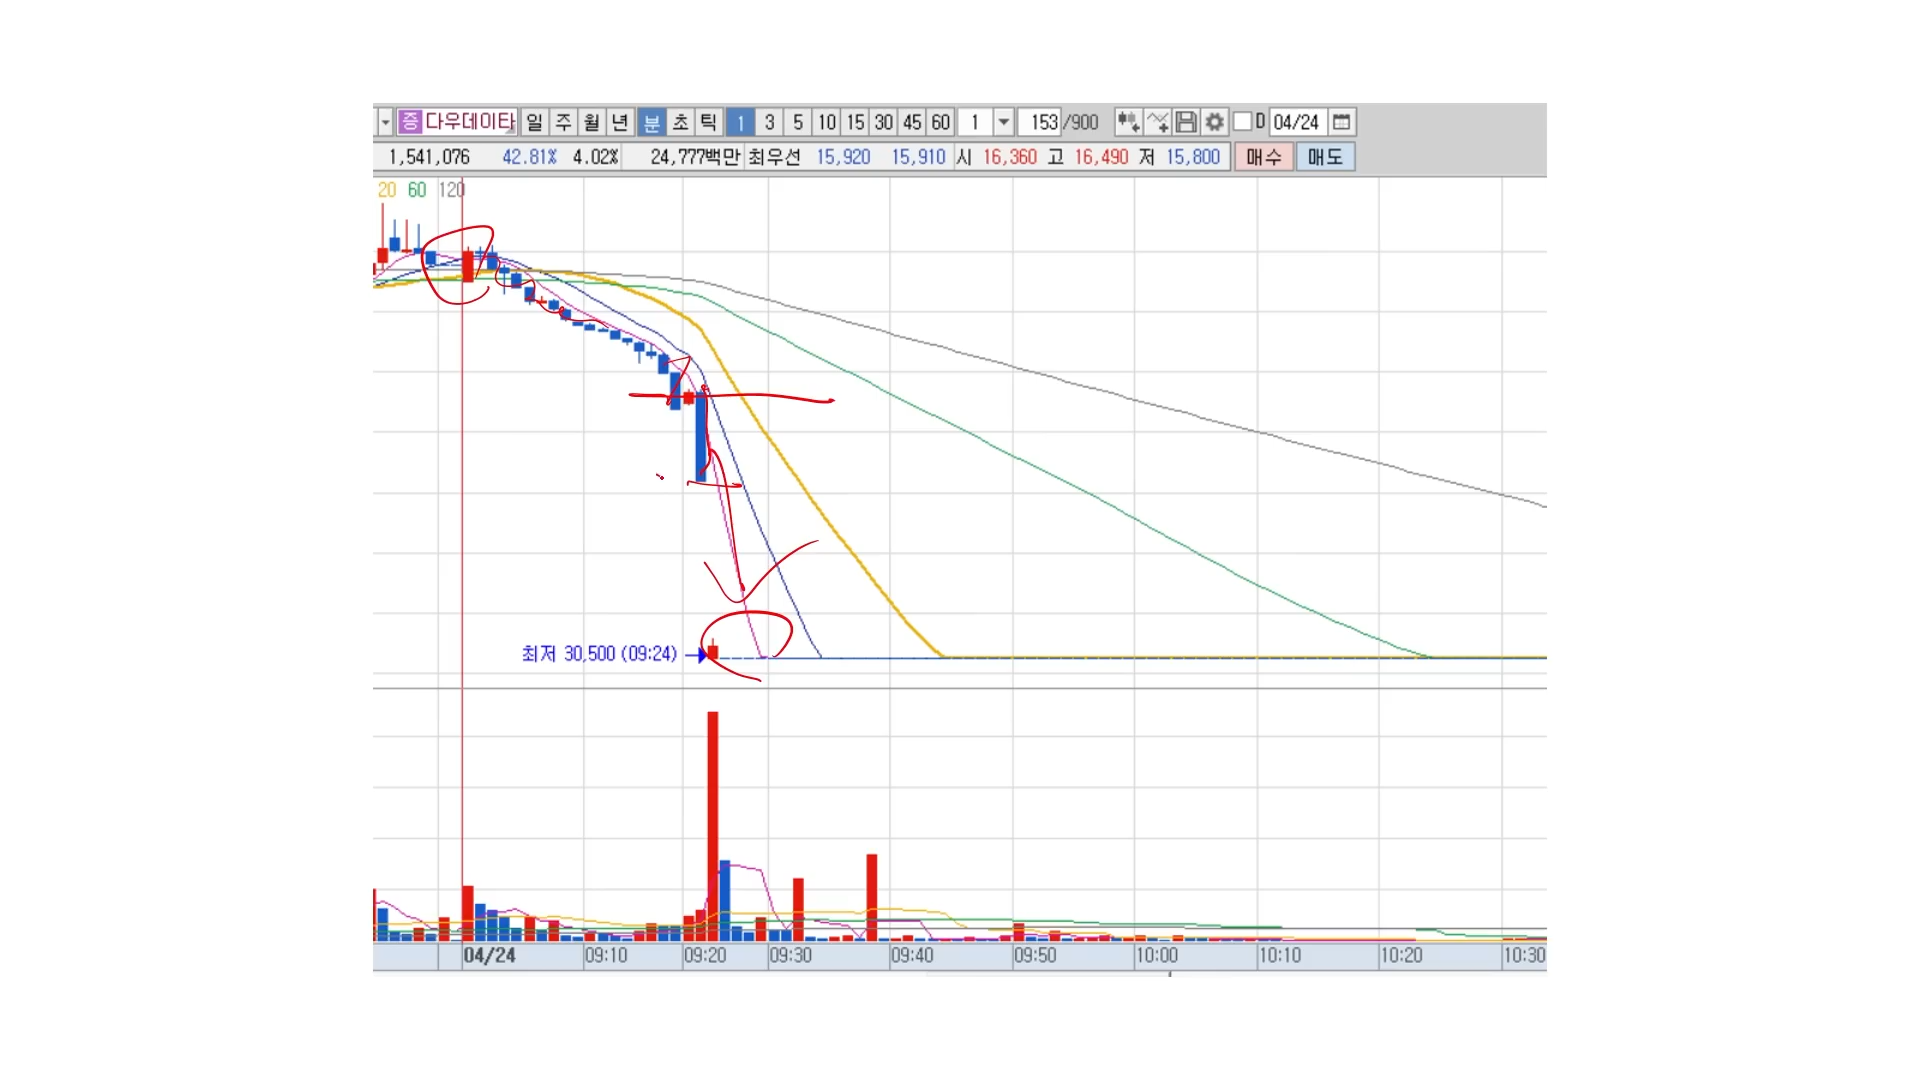 증 다우데이타 일 주 월 년 분 초 틱 1 3 5 10 15 30 45 60 1 153 /900 D 04/24
1,541,076 42.81% 4.02% 24,777백만 최우선 15,920 15,910 시 16,360 고 16,490 저 15,800 매수 매도
20 60 120
최저 30,500 (09:24)
04/24 09:10 09:20 09:30 09:40 09:50 10:00 10:10 10:20 10:30